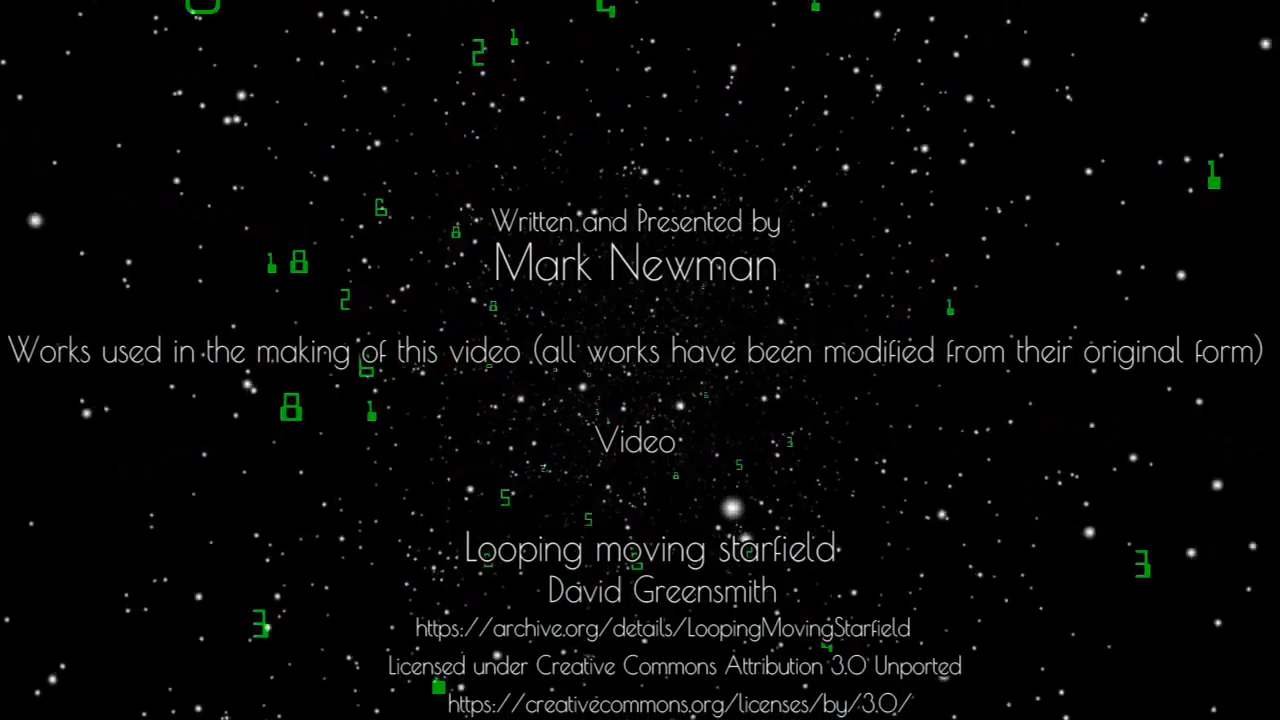 Written and Presented by
Mark Newman
Works used in the making of this video (all works have been modified from their original form)
Video
Looping moving starfield
David Greensmith
https://archive.org/details/LoopingMovingStarfield
Licensed under Creative Commons Attribution 3.0 Unported
https://creativecommons.org/licenses/by/3.0/